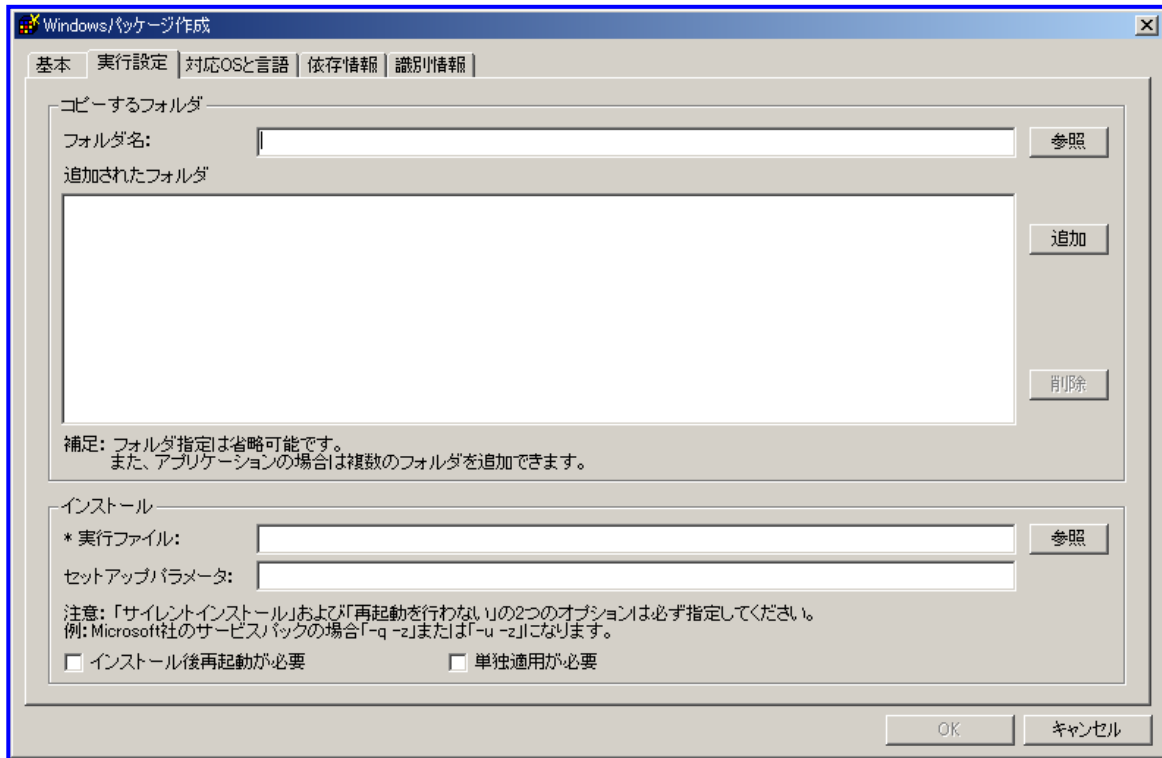 Windowsパッケージ作成
基本 実行設定 対応OSと言語 依存情報 識別情報
コピーするフォルダ
フォルダ名: 参照
追加されたフォルダ
追加
削除
補足: フォルダ指定は省略可能です。
また、アプリケーションの場合は複数のフォルダを追加できます。
インストール
* 実行ファイル: 参照
セットアップパラメータ:
注意: 「サイレントインストール」および「再起動を行わない」の2つのオプションは必ず指定してください。
例: Microsoft社のサービスパックの場合「-q -z」または「-u -z」になります。
インストール後再起動が必要 単独適用が必要
OK キャンセル